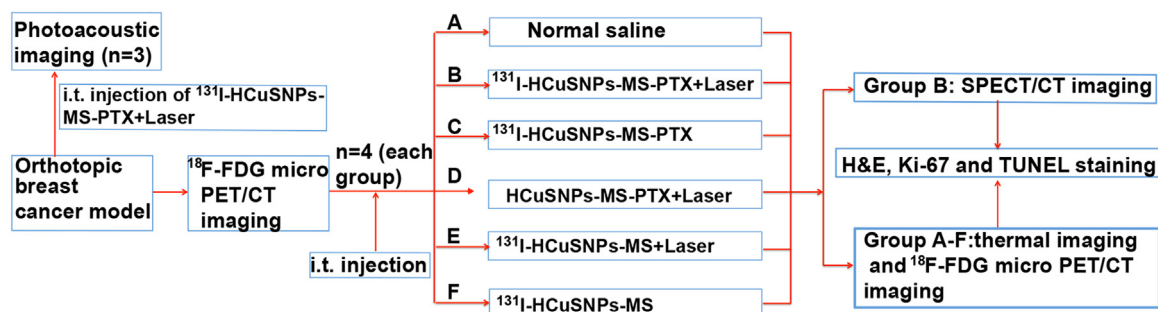 Photoacoustic
imaging (n=3)
i.t. injection of ¹³¹I-HCuSNPs-
MS-PTX+Laser
Orthotopic
breast
cancer model
¹⁸F-FDG micro
PET/CT
imaging
n=4 (each
group)
i.t. injection
A
Normal saline
B
¹³¹I-HCuSNPs-MS-PTX+Laser
C
¹³¹I-HCuSNPs-MS-PTX
D
HCuSNPs-MS-PTX+Laser
E
¹³¹I-HCuSNPs-MS+Laser
F
¹³¹I-HCuSNPs-MS
Group B: SPECT/CT imaging
H&E, Ki-67 and TUNEL staining
Group A-F:thermal imaging
and ¹⁸F-FDG micro PET/CT
imaging